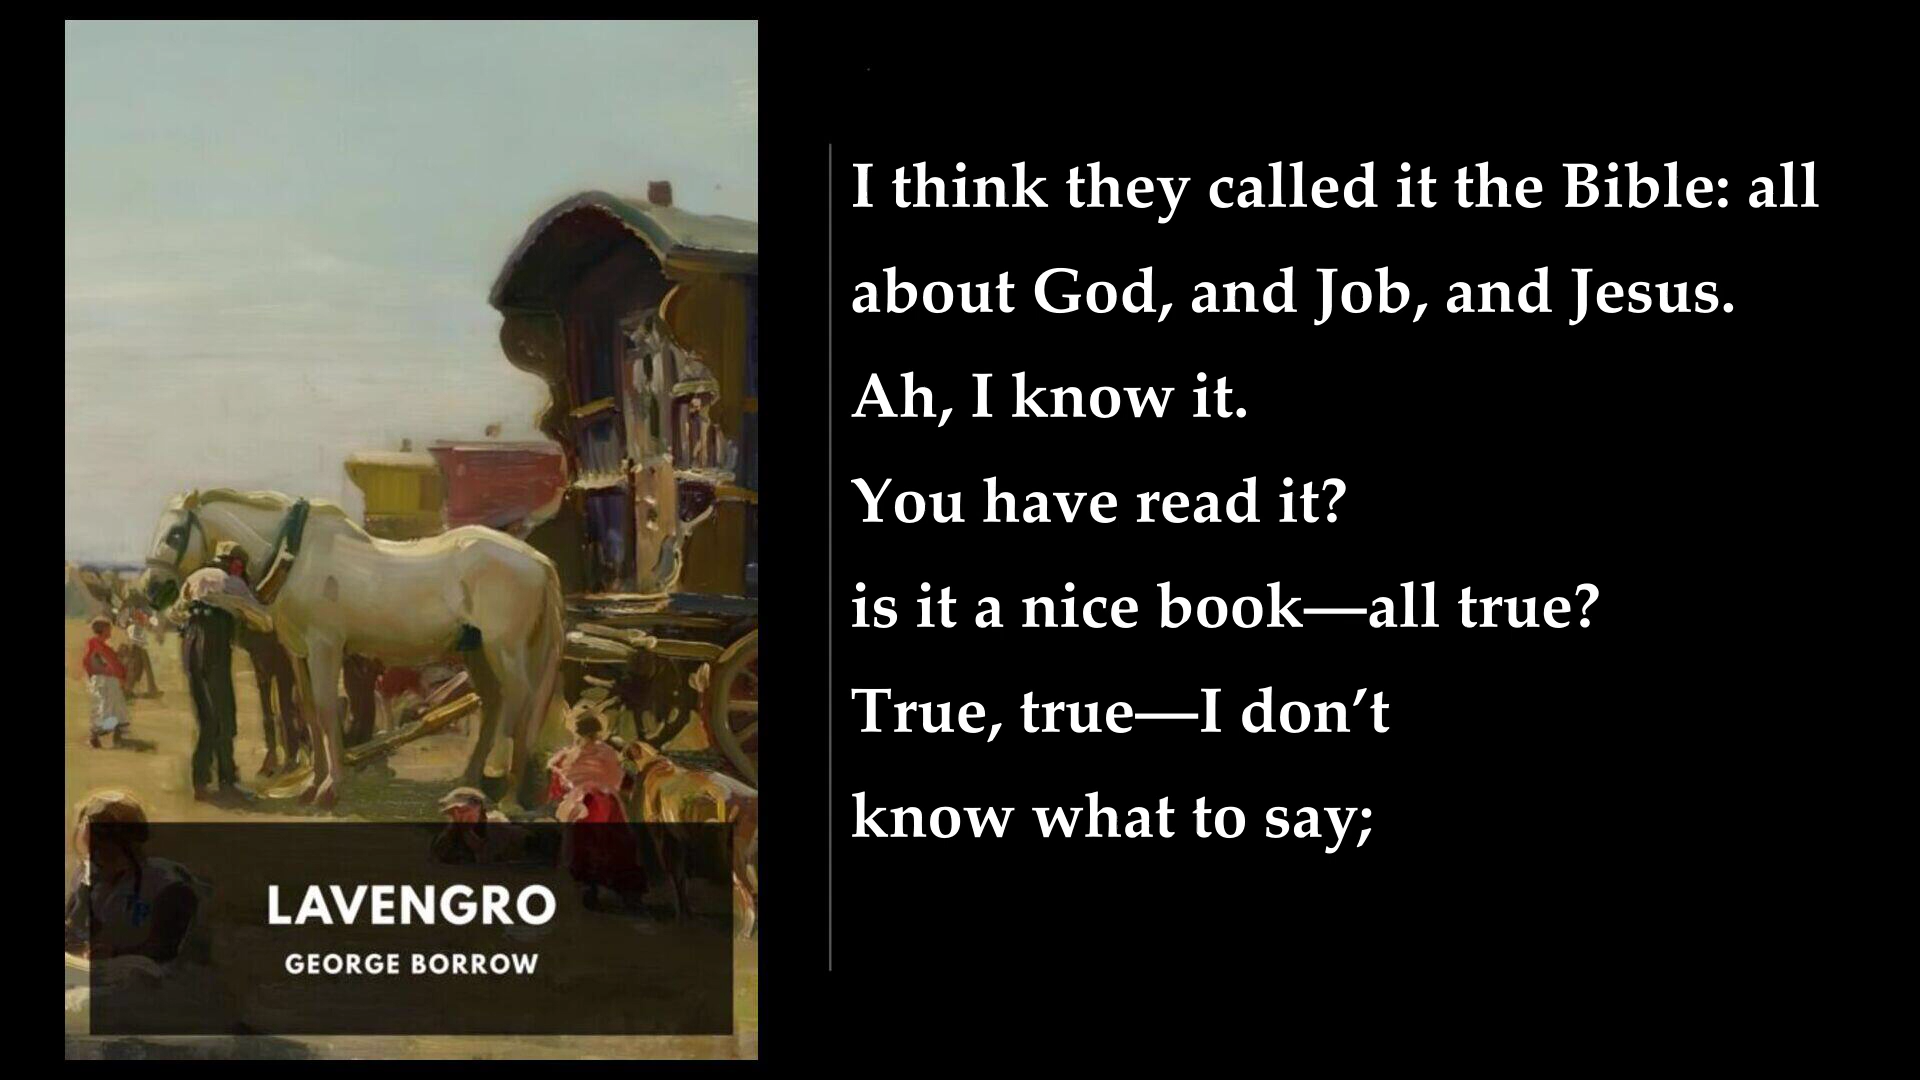 LAVENGRO
GEORGE BORROW
I think they called it the Bible: all
about God, and Job, and Jesus.
Ah, I know it.
You have read it?
is it a nice book—all true?
True, true—I don’t
know what to say;